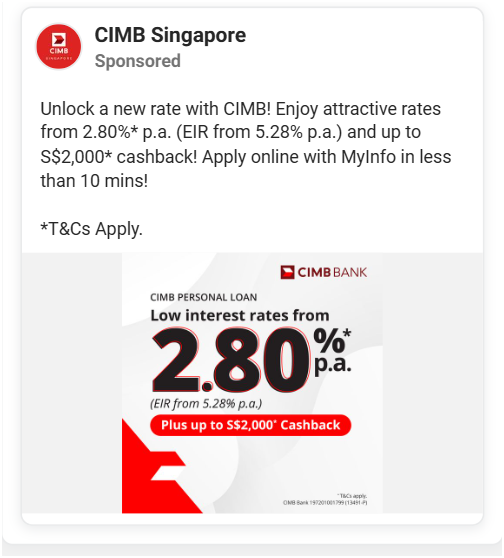 CIMB
SINGAPORE
CIMB Singapore
Sponsored
Unlock a new rate with CIMB! Enjoy attractive rates
from 2.80%* p.a. (EIR from 5.28% p.a.) and up to
S$2,000* cashback! Apply online with MyInfo in less
than 10 mins!
*T&Cs Apply.
CIMB BANK
CIMB PERSONAL LOAN
Low interest rates from
2.80%*
p.a.
(EIR from 5.28% p.a.)
Plus up to S$2,000* Cashback
*T&Cs apply.
CIMB Bank 197201001799 (13491-P)